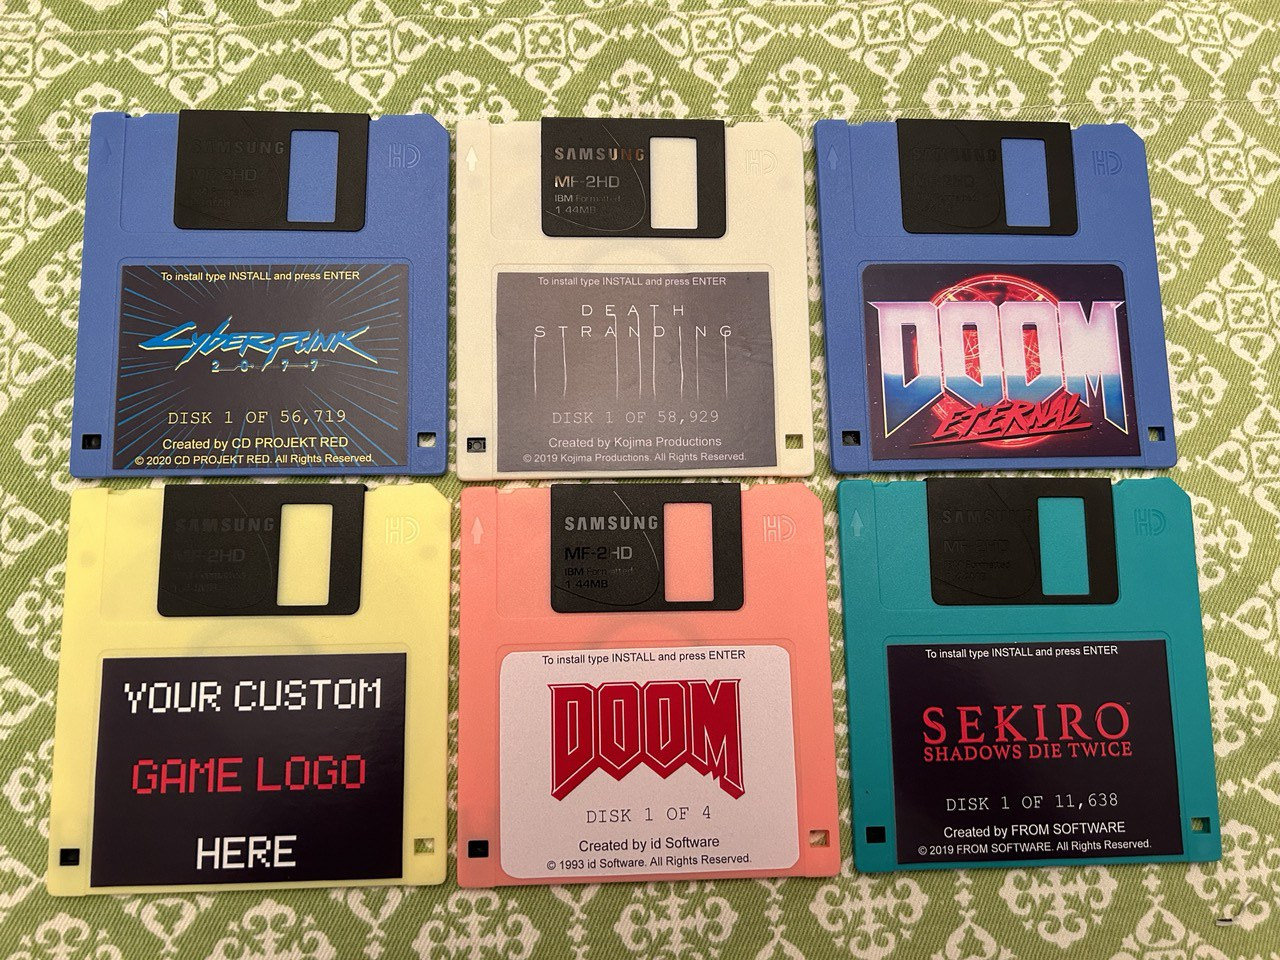 SAMSUNG
HD
To install type INSTALL and press ENTER
CYBERPUNK
2077
DISK 1 OF 56,719
Created by CD PROJEKT RED
© 2020 CD PROJEKT RED. All Rights Reserved.
SAMSUNG
MF-2HD
IBM Formatted
1.44MB
HD
To install type INSTALL and press ENTER
DEATH
STRANDING
DISK 1 OF 58,929
Created by Kojima Productions
© 2019 Kojima Productions. All Rights Reserved.
SAMSUNG
HD
DOOM
ETERNAL
SAMSUNG
MF-2HD
HD
YOUR CUSTOM
GAME LOGO
HERE
SAMSUNG
MF-2HD
IBM Formatted
1.44MB
HD
To install type INSTALL and press ENTER
DOOM
DISK 1 OF 4
Created by id Software
© 1993 id Software. All Rights Reserved.
SAMSUNG
MF-2HD
HD
To install type INSTALL and press ENTER
SEKIRO™
SHADOWS DIE TWICE
DISK 1 OF 11,638
Created by FROM SOFTWARE
© 2019 FROM SOFTWARE. All Rights Reserved.